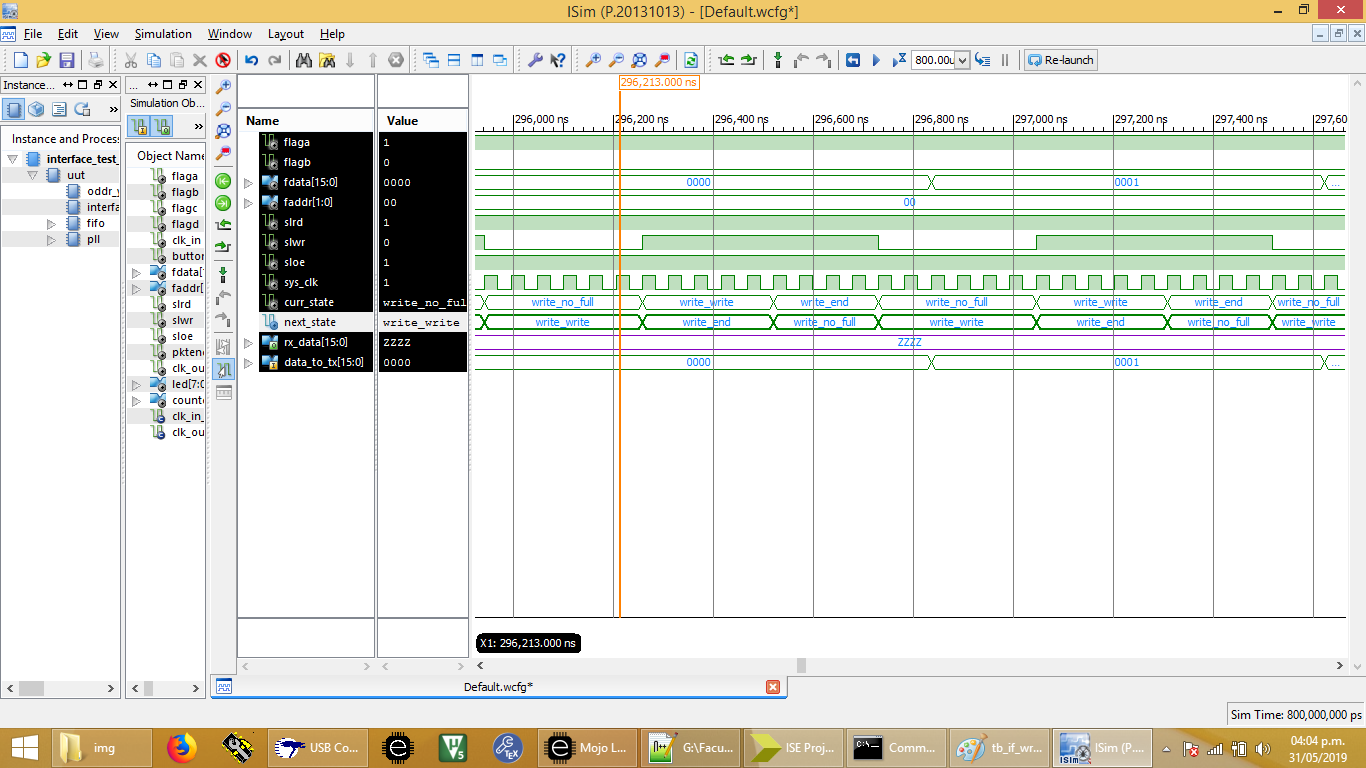 ISim (P.20131013) - [Default.wcfg*]
File Edit View Simulation Window Layout Help
800.00u Re-launch
Instance...
Instance and Process
interface_test_
uut
oddr_y
interfa
fifo
pll
...
Simulation Ob...
Object Name
flaga
flagb
flagc
flagd
clk_in
button
fdata[
faddr[
slrd
slwr
sloe
pktend
clk_ou
led[7:0
counte
clk_in_
clk_ou
Name Value
flaga 1
flagb 0
fdata[15:0] 0000
faddr[1:0] 00
slrd 1
slwr 0
sloe 1
sys_clk 1
curr_state write_no_ful
next_state write_write
rx_data[15:0] ZZZZ
data_to_tx[15:0] 0000
296,213.000 ns
296,000 ns 296,200 ns 296,400 ns 296,600 ns 296,800 ns 297,000 ns 297,200 ns 297,400 ns 297,60
0000 0001 ...
00
write_no_full write_write write_end write_no_full write_write write_end write_no_full
write_write write_end write_no_full write_write write_end write_no_full write_write
ZZZZ
0000 0001 ...
X1: 296,213.000 ns
Default.wcfg*
Sim Time: 800,000,000 ps
img USB Co... Mojo L... G:\Facu... ISE Proj... Comm... tb_if_wr... ISim (P....
04:04 p.m.
31/05/2019